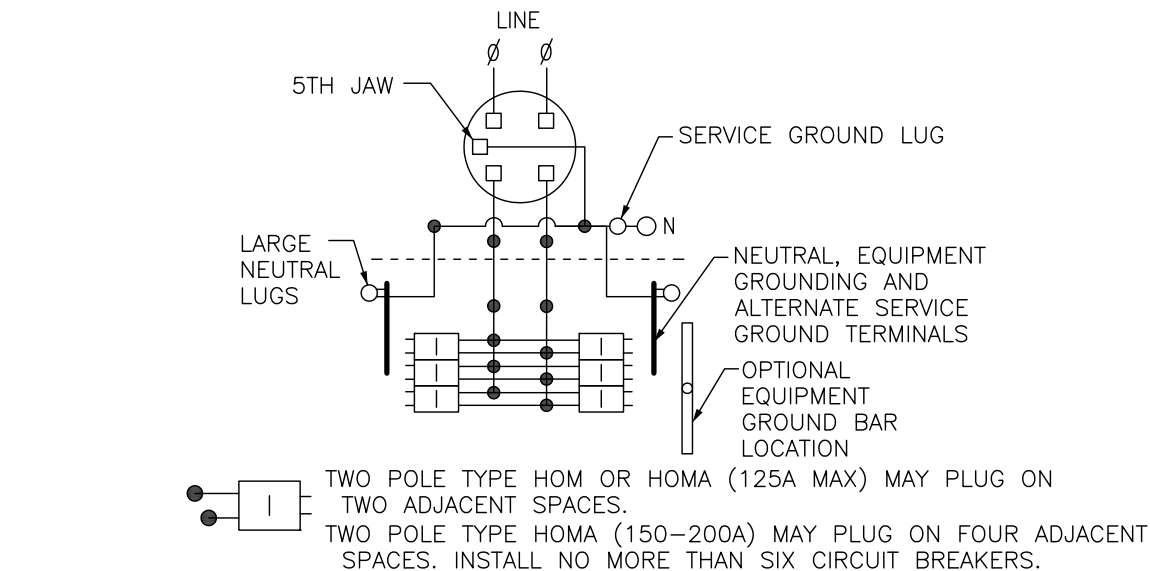 LINE
Ø Ø
5TH JAW
SERVICE GROUND LUG
N
LARGE
NEUTRAL
LUGS
NEUTRAL, EQUIPMENT
GROUNDING AND
ALTERNATE SERVICE
GROUND TERMINALS
OPTIONAL
EQUIPMENT
GROUND BAR
LOCATION
TWO POLE TYPE HOM OR HOMA (125A MAX) MAY PLUG ON
TWO ADJACENT SPACES.
TWO POLE TYPE HOMA (150-200A) MAY PLUG ON FOUR ADJACENT
SPACES. INSTALL NO MORE THAN SIX CIRCUIT BREAKERS.